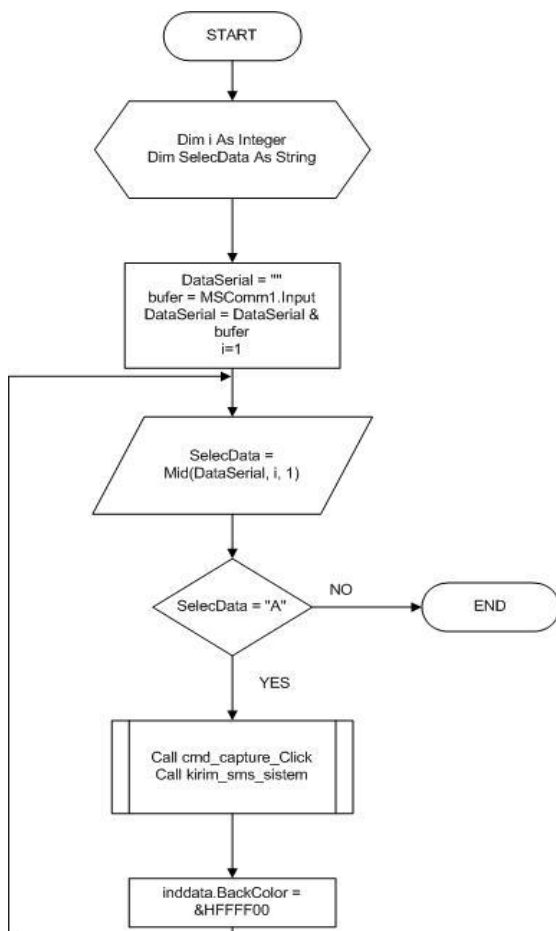 START
Dim i As Integer
Dim SelecData As String
DataSerial = ""
bufer = MSComm1.Input
DataSerial = DataSerial &
bufer
i=1
SelecData =
Mid(DataSerial, i, 1)
SelecData = "A"
NO
END
YES
Call cmd_capture_Click
Call kirim_sms_sistem
inddata.BackColor =
&HFFFF00